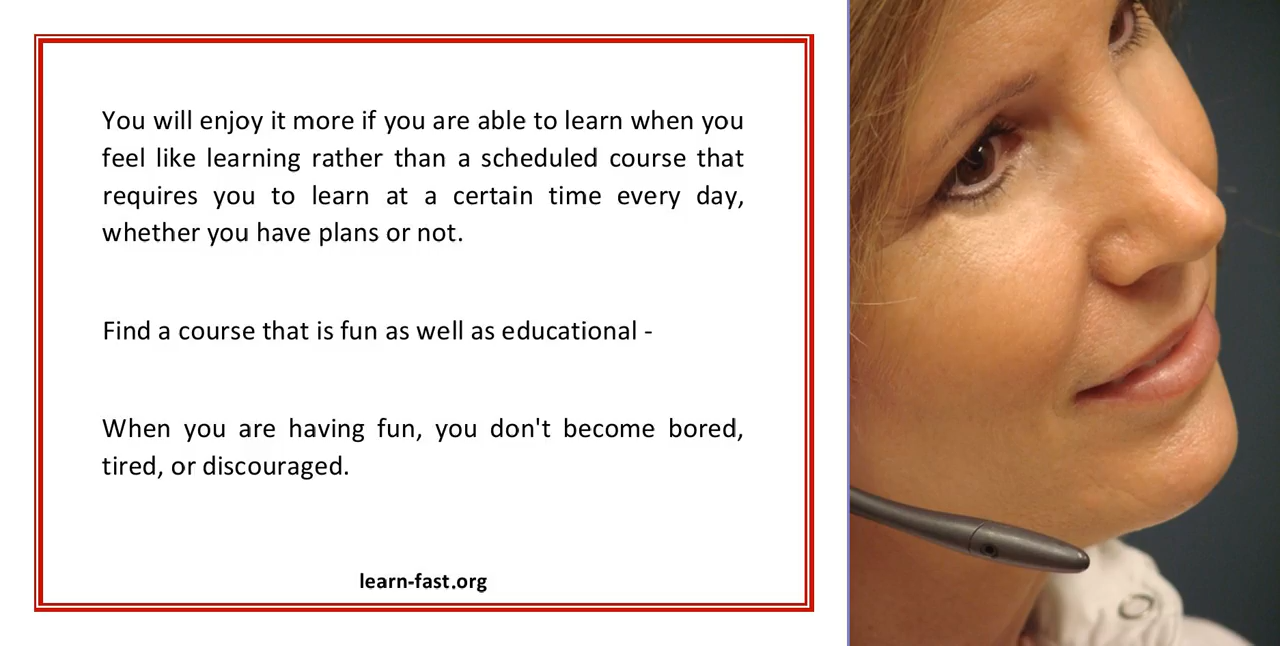 You will enjoy it more if you are able to learn when you
feel like learning rather than a scheduled course that
requires you to learn at a certain time every day,
whether you have plans or not.
Find a course that is fun as well as educational -
When you are having fun, you don't become bored,
tired, or discouraged.
learn-fast.org